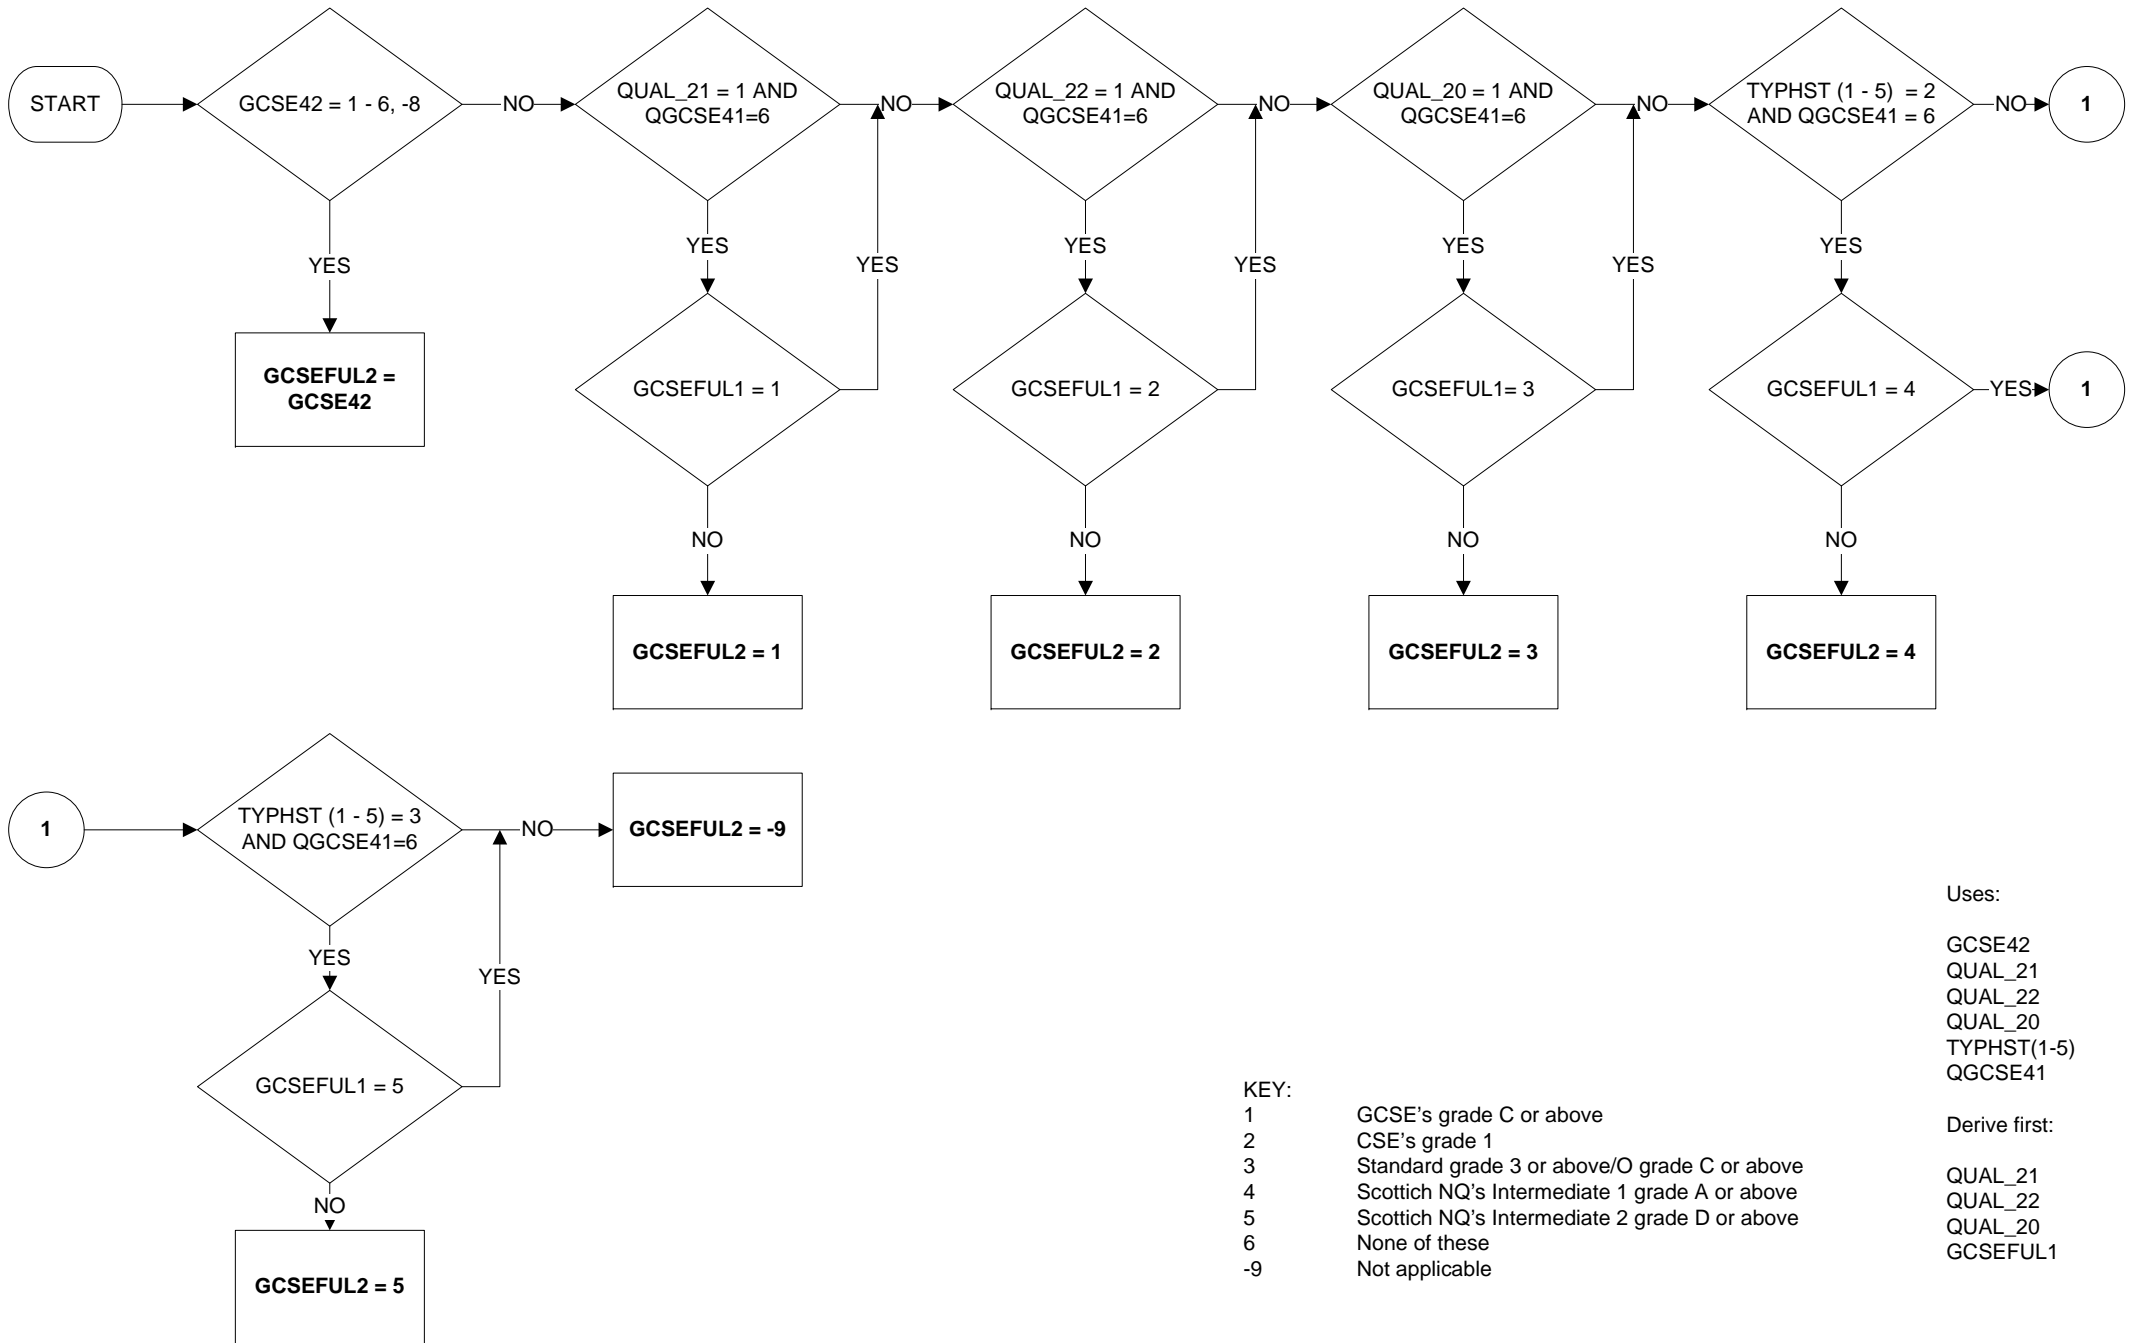 START
GCSE42 = 1 - 6, -8
NO
QUAL_21 = 1 AND
QGCSE41=6
NO
QUAL_22 = 1 AND
QGCSE41=6
NO
QUAL_20 = 1 AND
QGCSE41=6
NO
TYPHST (1 - 5)  = 2
AND QGCSE41 = 6
NO
1
YES
YES
YES
YES
YES
YES
YES
YES
GCSEFUL2 =
GCSE42
GCSEFUL1 = 1
GCSEFUL1 = 2
GCSEFUL1= 3
GCSEFUL1 = 4
YES
1
NO
NO
NO
NO
GCSEFUL2 = 1
GCSEFUL2 = 2
GCSEFUL2 = 3
GCSEFUL2 = 4
1
TYPHST (1 - 5) = 3
AND QGCSE41=6
NO
GCSEFUL2 = -9
YES
YES
GCSEFUL1 = 5
NO
GCSEFUL2 = 5
KEY:
1 GCSE's grade C or above
2 CSE's grade 1
3 Standard grade 3 or above/O grade C or above
4 Scottich NQ's Intermediate 1 grade A or above
5 Scottich NQ's Intermediate 2 grade D or above
6 None of these
-9 Not applicable
Uses:
GCSE42
QUAL_21
QUAL_22
QUAL_20
TYPHST(1-5)
QGCSE41
Derive first:
QUAL_21
QUAL_22
QUAL_20
GCSEFUL1